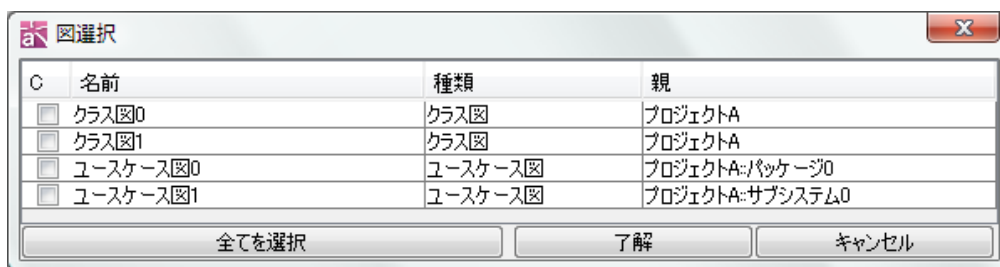 図選択
C 名前 種類 親
クラス図0 クラス図 プロジェクトA
クラス図1 クラス図 プロジェクトA
ユースケース図0 ユースケース図 プロジェクトA::パッケージ0
ユースケース図1 ユースケース図 プロジェクトA::サブシステム0
全てを選択 了解 キャンセル